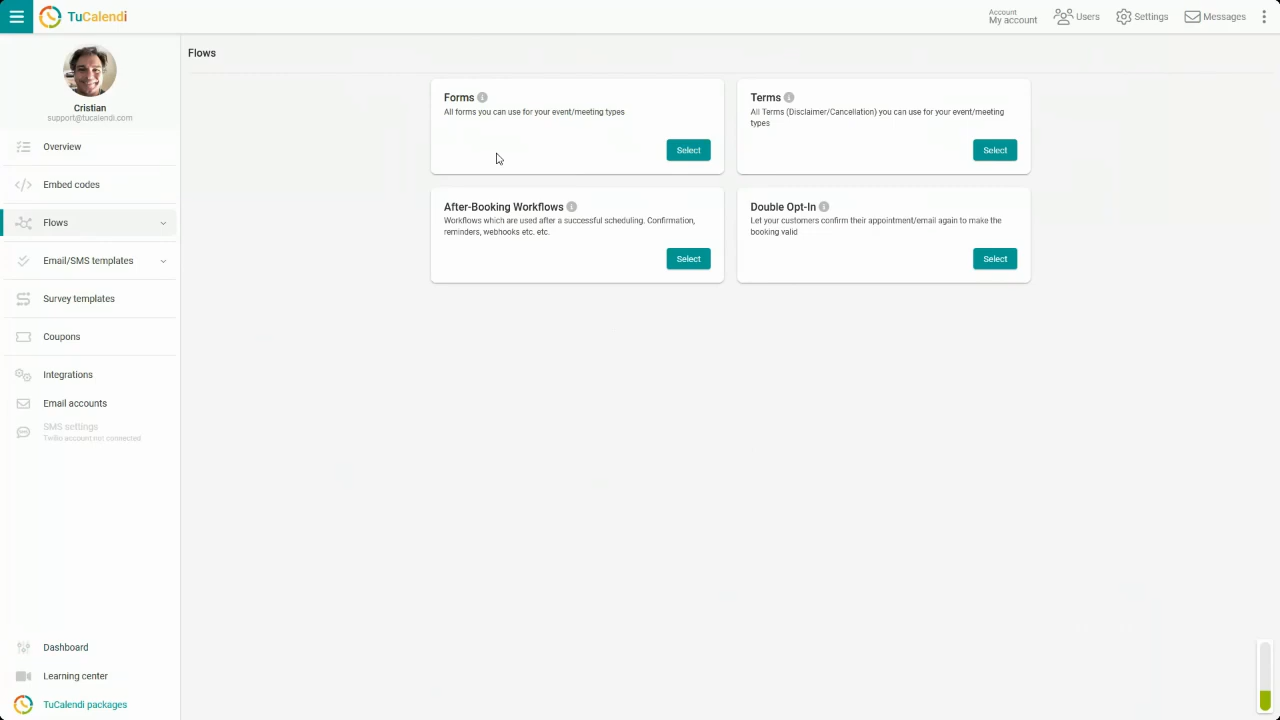 TuCalendi
Account
My account
Users
Settings
Messages
Cristian
support@tucalendi.com
Overview
Embed codes
Flows
Email/SMS templates
Survey templates
Coupons
Integrations
Email accounts
SMS settings
Twilio account not connected
Dashboard
Learning center
TuCalendi packages
Flows
Forms
All forms you can use for your event/meeting types
Select
Terms
All Terms (Disclaimer/Cancellation) you can use for your event/meeting
types
Select
After-Booking Workflows
Workflows which are used after a successful scheduling. Confirmation,
reminders, webhooks etc. etc.
Select
Double Opt-In
Let your customers confirm their appointment/email again to make the
booking valid
Select